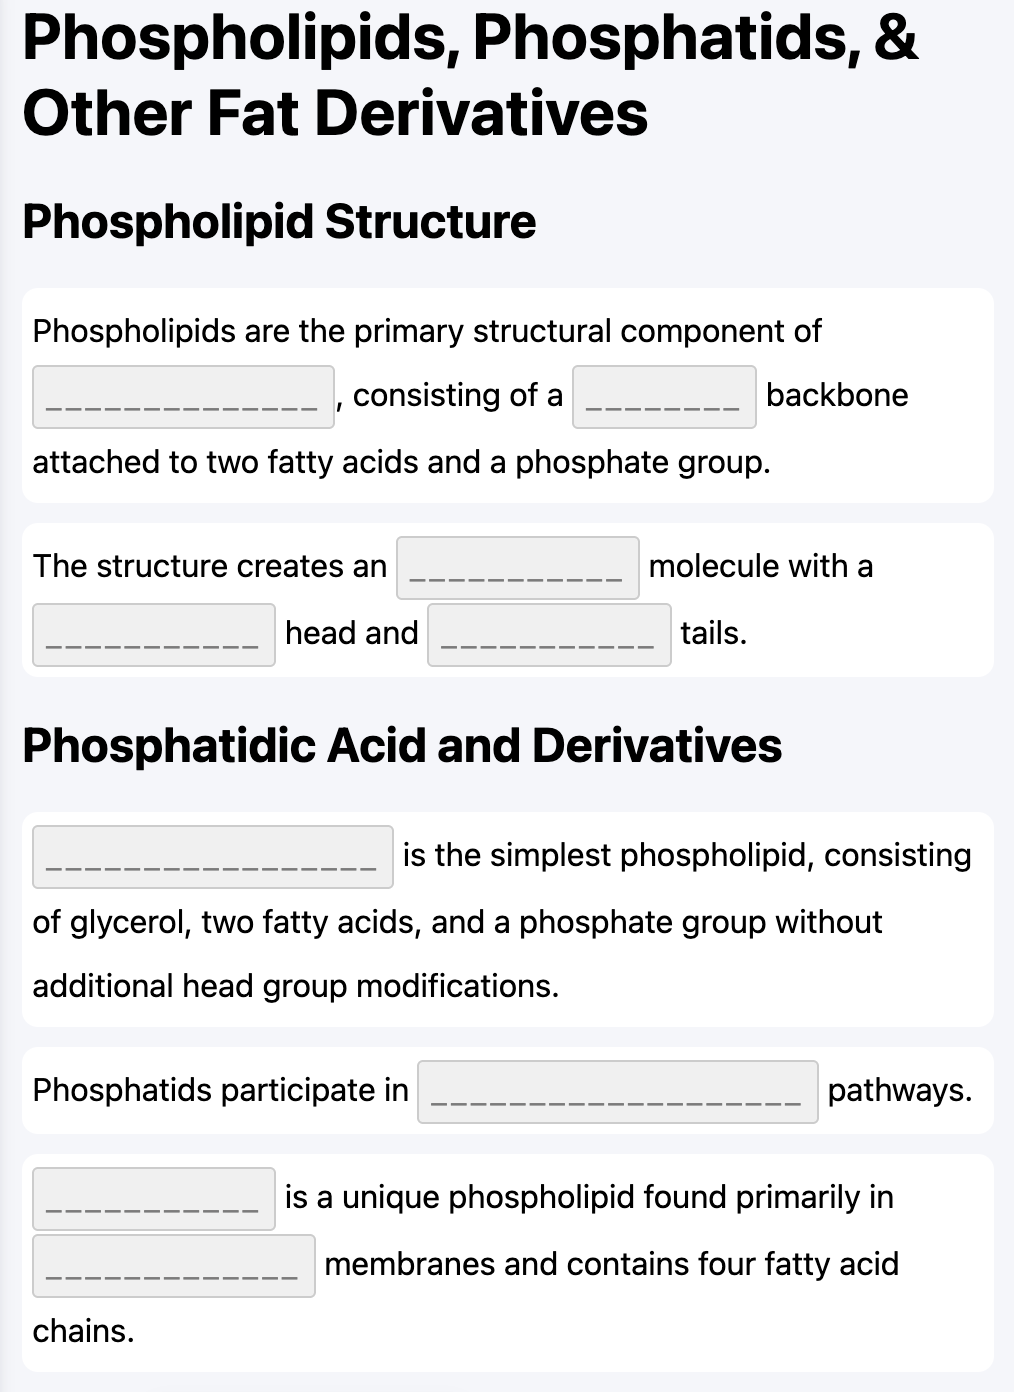 Phospholipids, Phosphatids, &
Other Fat Derivatives
Phospholipid Structure
Phospholipids are the primary structural component of
______________, consisting of a ________ backbone
attached to two fatty acids and a phosphate group.
The structure creates an ___________ molecule with a
___________ head and ___________ tails.
Phosphatidic Acid and Derivatives
_________________ is the simplest phospholipid, consisting
of glycerol, two fatty acids, and a phosphate group without
additional head group modifications.
Phosphatids participate in ___________________ pathways.
___________ is a unique phospholipid found primarily in
_____________ membranes and contains four fatty acid
chains.